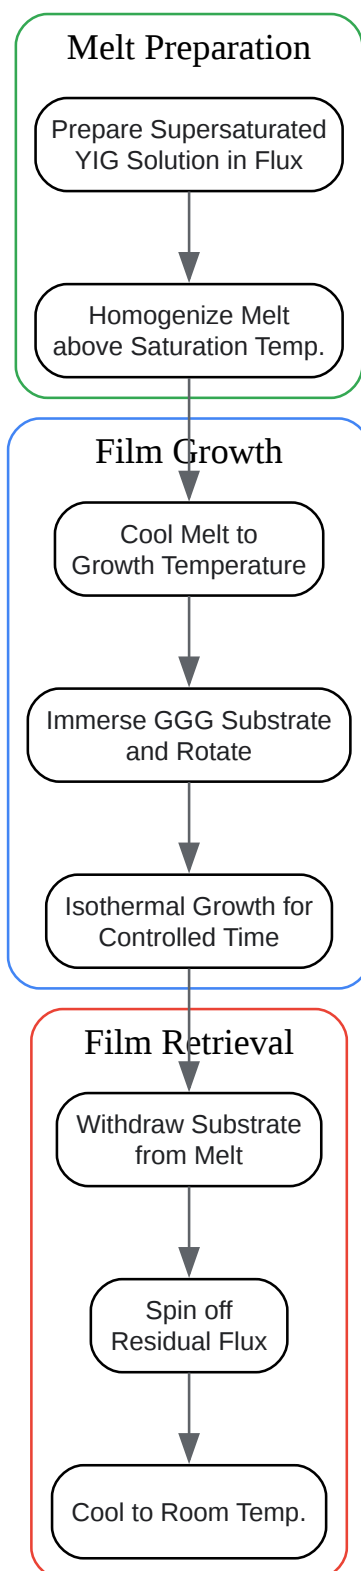 Melt Preparation
Prepare Supersaturated
YIG Solution in Flux
Homogenize Melt
above Saturation Temp.
Film Growth
Cool Melt to
Growth Temperature
Immerse GGG Substrate
and Rotate
Isothermal Growth for
Controlled Time
Film Retrieval
Withdraw Substrate
from Melt
Spin off
Residual Flux
Cool to Room Temp.